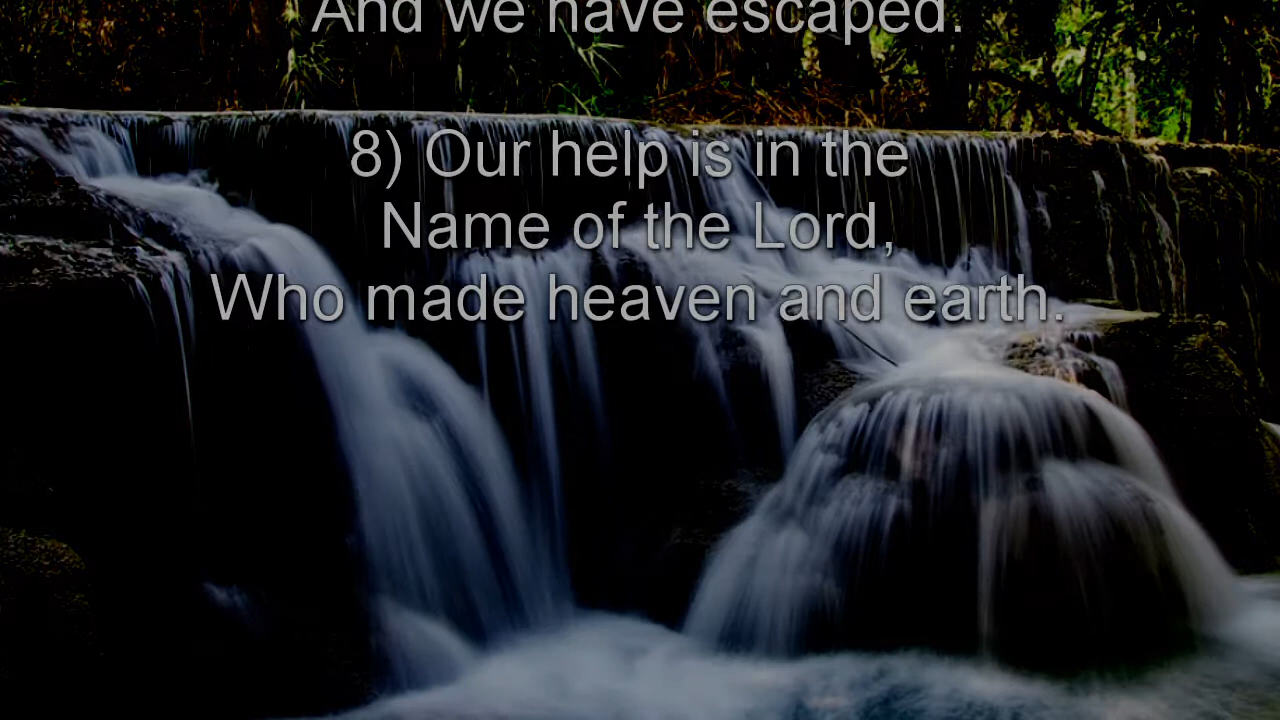 And we have escaped.
8) Our help is in the
Name of the Lord,
Who made heaven and earth.